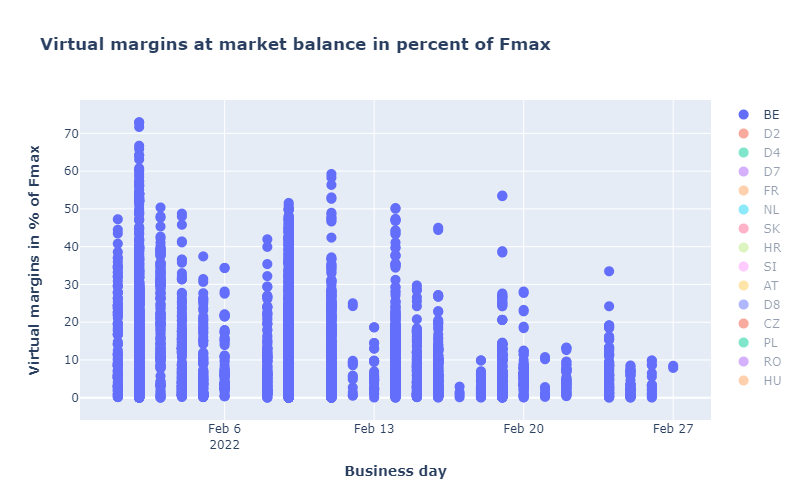 Virtual margins at market balance in percent of Fmax
Virtual margins in % of Fmax
70
60
50
40
30
20
10
0
Feb 6
2022
Feb 13
Feb 20
Feb 27
Business day
BE
D2
D4
D7
FR
NL
SK
HR
SI
AT
D8
CZ
PL
RO
HU